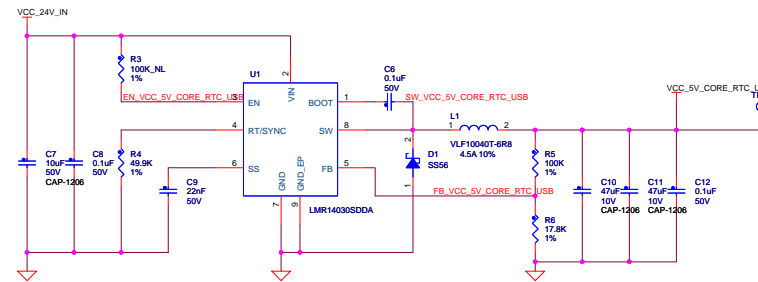 VCC_24V_IN
R3
100K_NL
1%
EN_VCC_5V_CORE_RTC_USB
U1
2
VIN
3
EN
BOOT
1
4
RT/SYNC
SW
8
6
SS
FB
5
GND
GND_EP
7
9
LMR14030SDDA
C6
0.1uF
50V
SW_VCC_5V_CORE_RTC_USB
L1
1
2
VLF10040T-6R8
4.5A 10%
2
D1
SS56
1
FB_VCC_5V_CORE_RTC_USB
VCC_5V_CORE_RTC_U
C7
10uF
50V
CAP-1206
C8
0.1uF
50V
R4
49.9K
1%
C9
22nF
50V
R5
100K
1%
R6
17.8K
1%
C10
47uF
10V
CAP-1206
C11
47uF
10V
CAP-1206
C12
0.1uF
50V